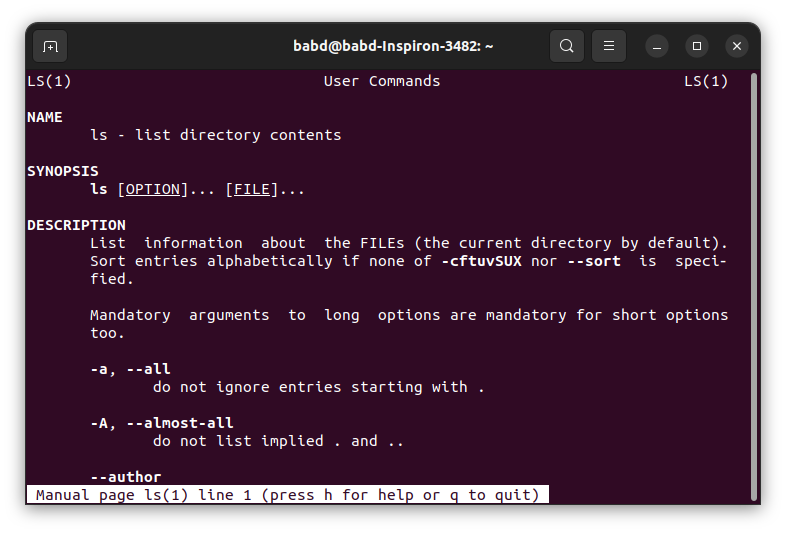 babd@babd-Inspiron-3482: ~
LS(1) User Commands LS(1)
NAME
ls - list directory contents
SYNOPSIS
ls [OPTION]... [FILE]...
DESCRIPTION
List information about the FILEs (the current directory by default).
Sort entries alphabetically if none of -cftuvSUX nor --sort is speci‐
fied.
Mandatory arguments to long options are mandatory for short options
too.
-a, --all
do not ignore entries starting with .
-A, --almost-all
do not list implied . and ..
--author
Manual page ls(1) line 1 (press h for help or q to quit)